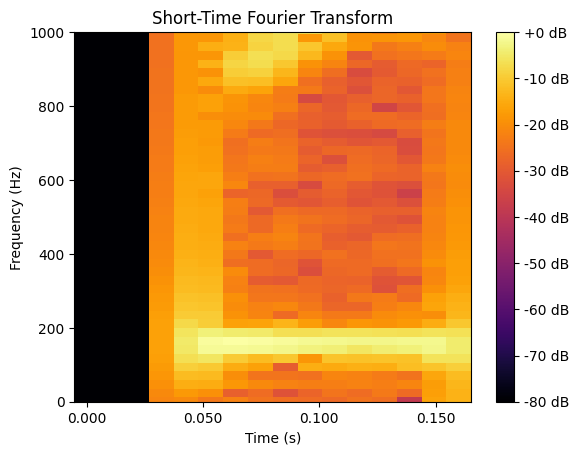 Short-Time Fourier Transform
Frequency (Hz)
1000
800
600
400
200
0
0.000
0.050
0.100
0.150
Time (s)
+0 dB
-10 dB
-20 dB
-30 dB
-40 dB
-50 dB
-60 dB
-70 dB
-80 dB